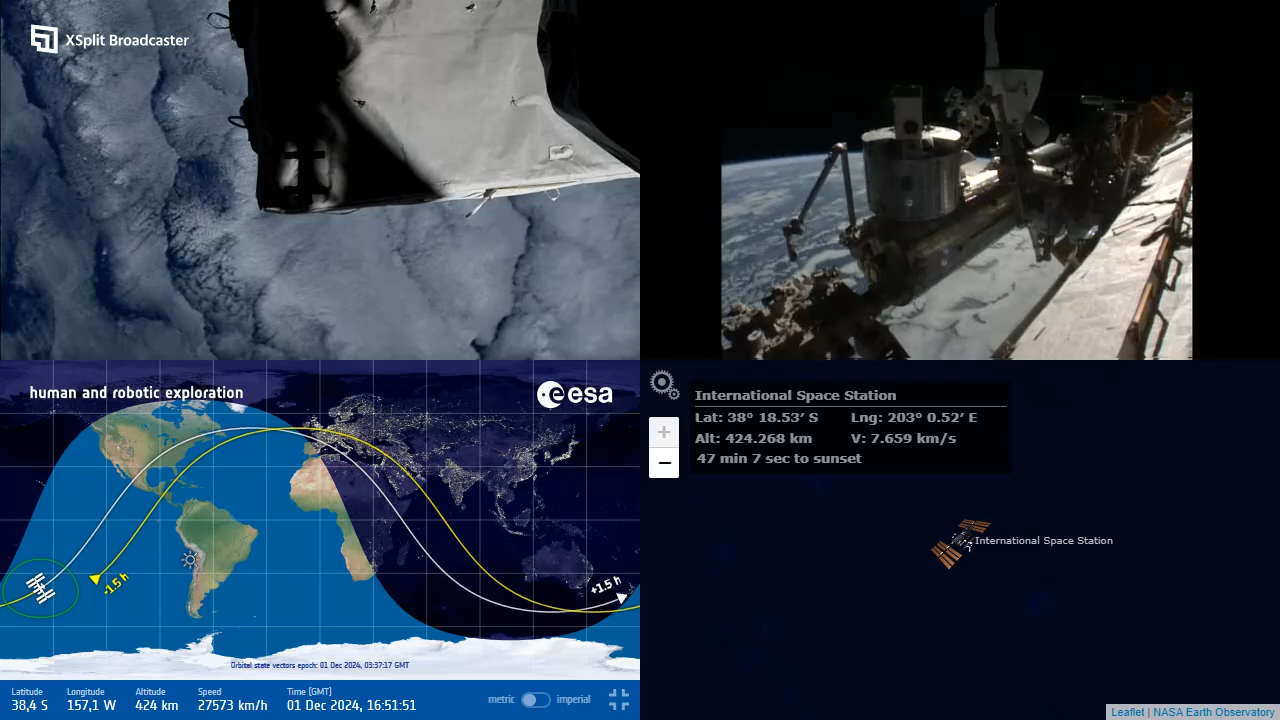 XSplit Broadcaster
human and robotic exploration
esa
-1.5 h
+1.5 h
Orbital state vectors epoch: 01 Dec 2024, 03:37:17 GMT
Latitude Longitude Altitude Speed Time (GMT)
38,4 S 157,1 W 424 km 27573 km/h 01 Dec 2024, 16:51:51
metric imperial
International Space Station
Lat: 38° 18.53′ S Lng: 203° 0.52′ E
Alt: 424.268 km V: 7.659 km/s
47 min 7 sec to sunset
+
−
International Space Station
Leaflet | NASA Earth Observatory